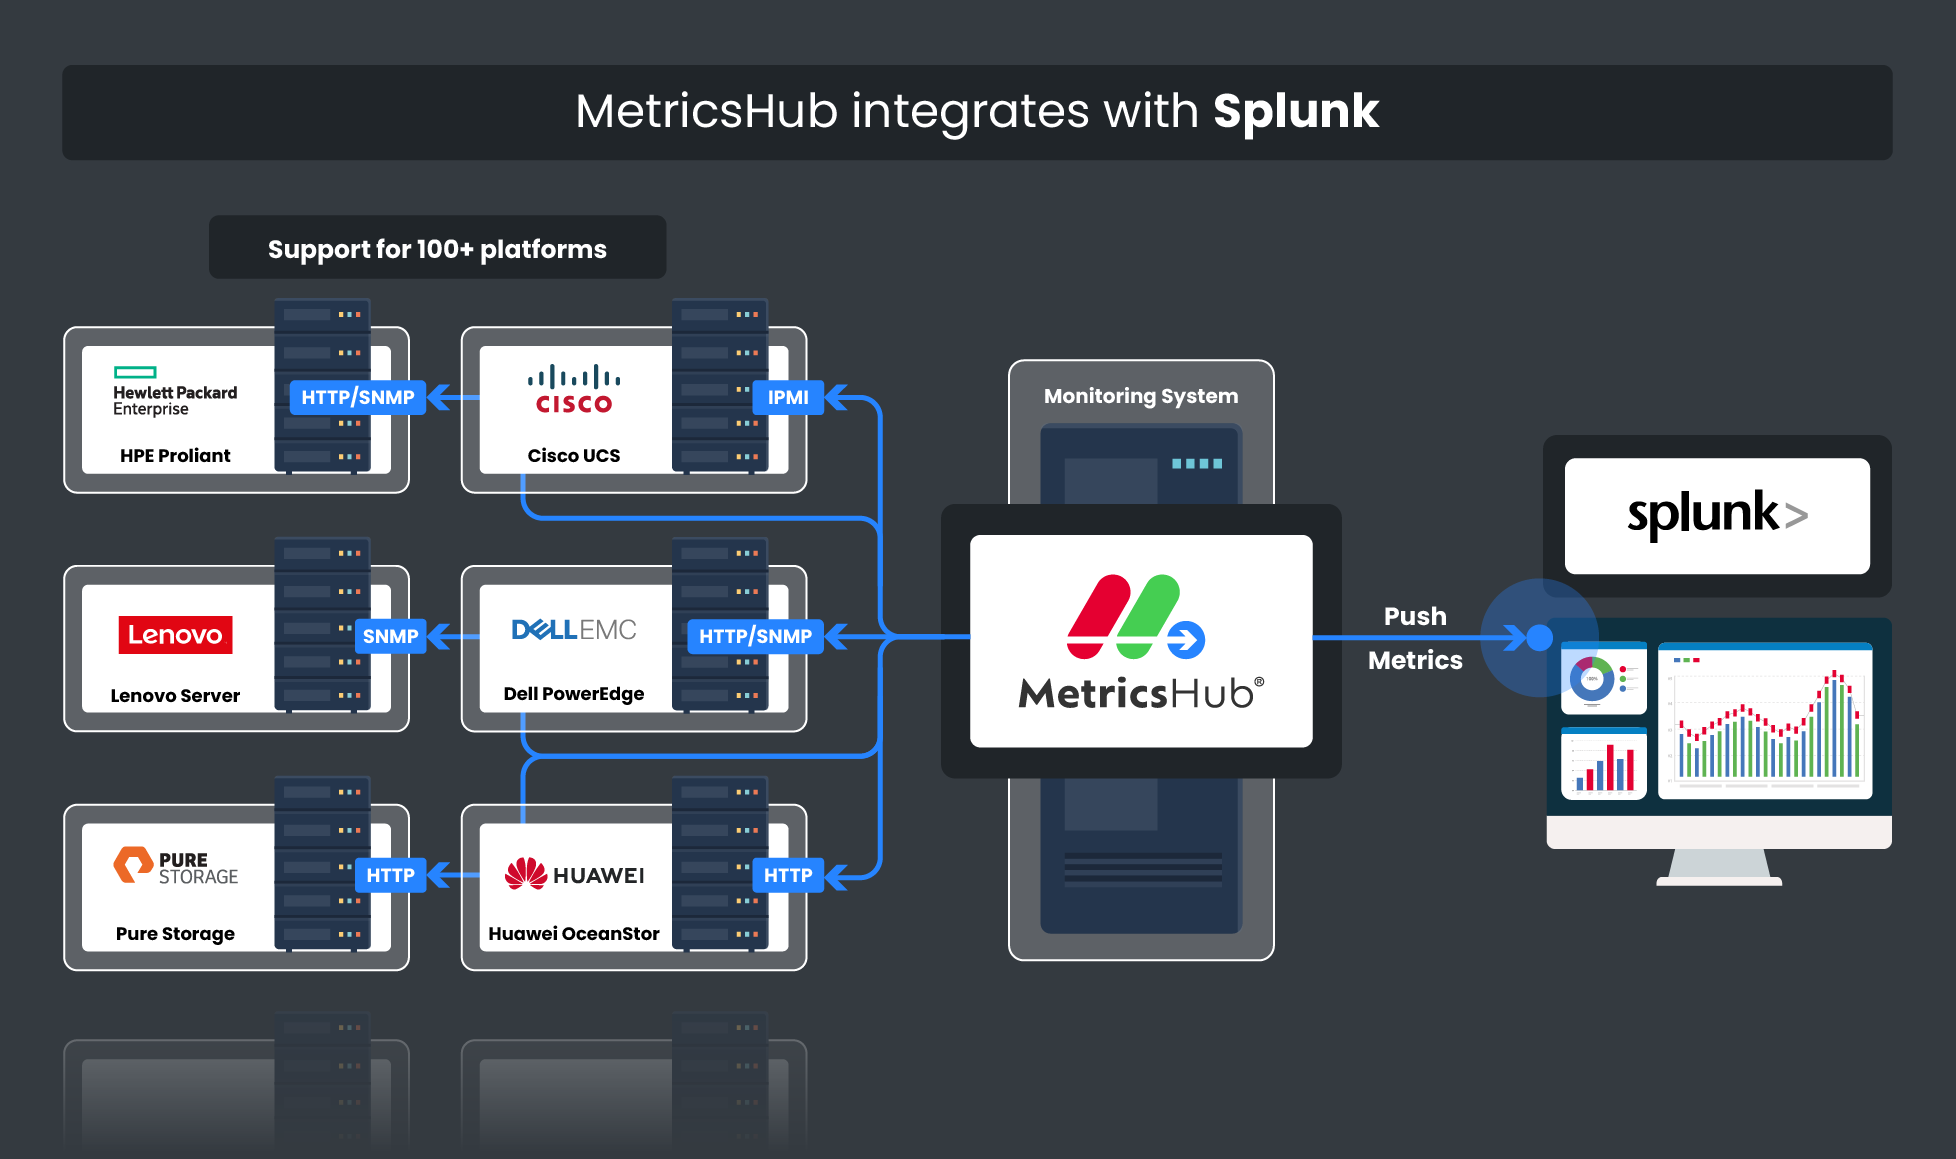 MetricsHub integrates with Splunk
Support for 100+ platforms
Hewlett Packard
Enterprise
HTTP/SNMP
HPE Proliant
CISCO
IPMI
Cisco UCS
Monitoring System
Lenovo
SNMP
Lenovo Server
DELLEMC
HTTP/SNMP
Dell PowerEdge
PURE
STORAGE
HTTP
Pure Storage
HUAWEI
HTTP
Huawei OceanStor
MetricsHub®
Push
Metrics
splunk>
100%